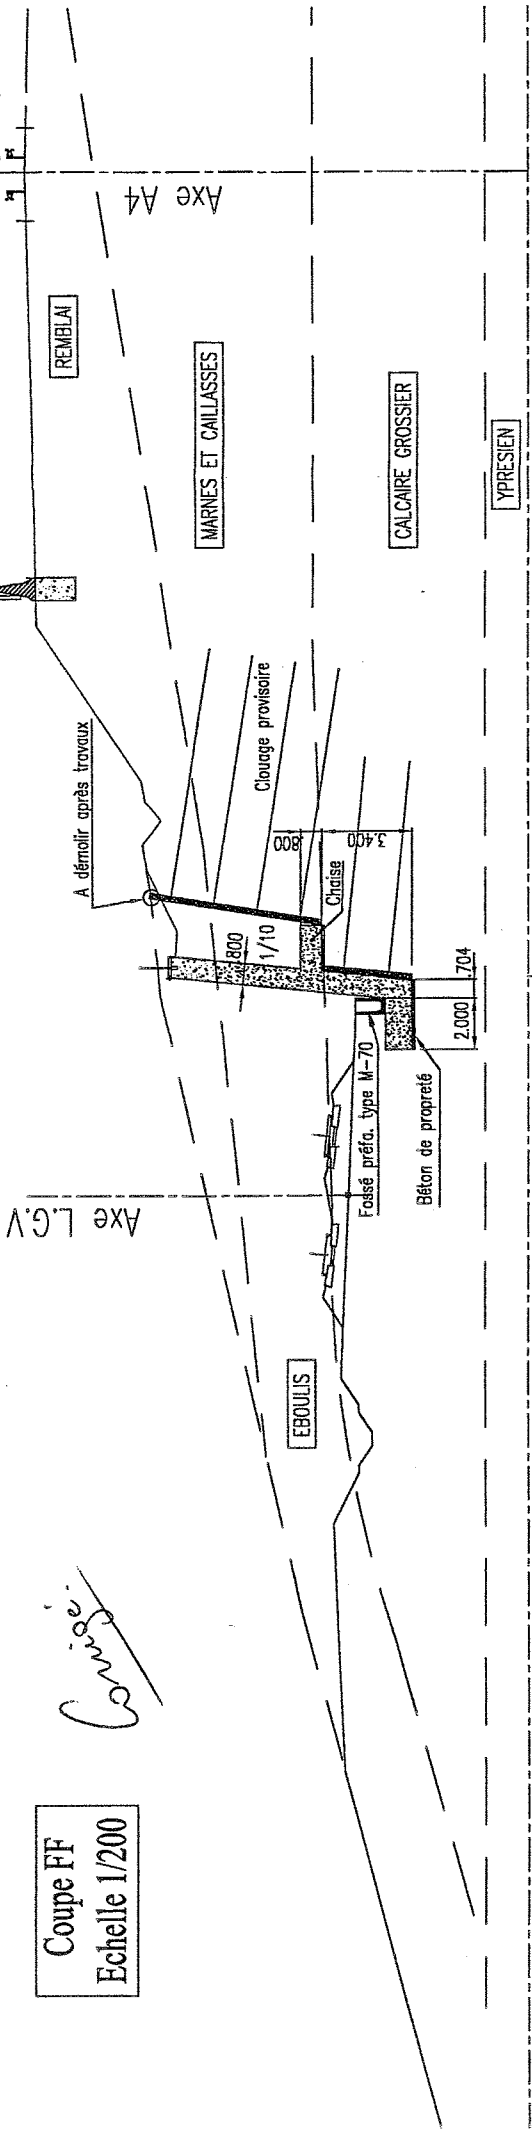 Coupe FF
Echelle 1/200
Corrigé.
Axe L.G.V
Axe A4
REMBLAI
MARNES ET CAILLASSES
CALCAIRE GROSSIER
YPRESIEN
EBOULIS
A démolir après travaux
Clouage provisoire
.800
1/10
.800
3.400
Chaise
.704
2.000
Fossé préfa. type M-70
Béton de propreté